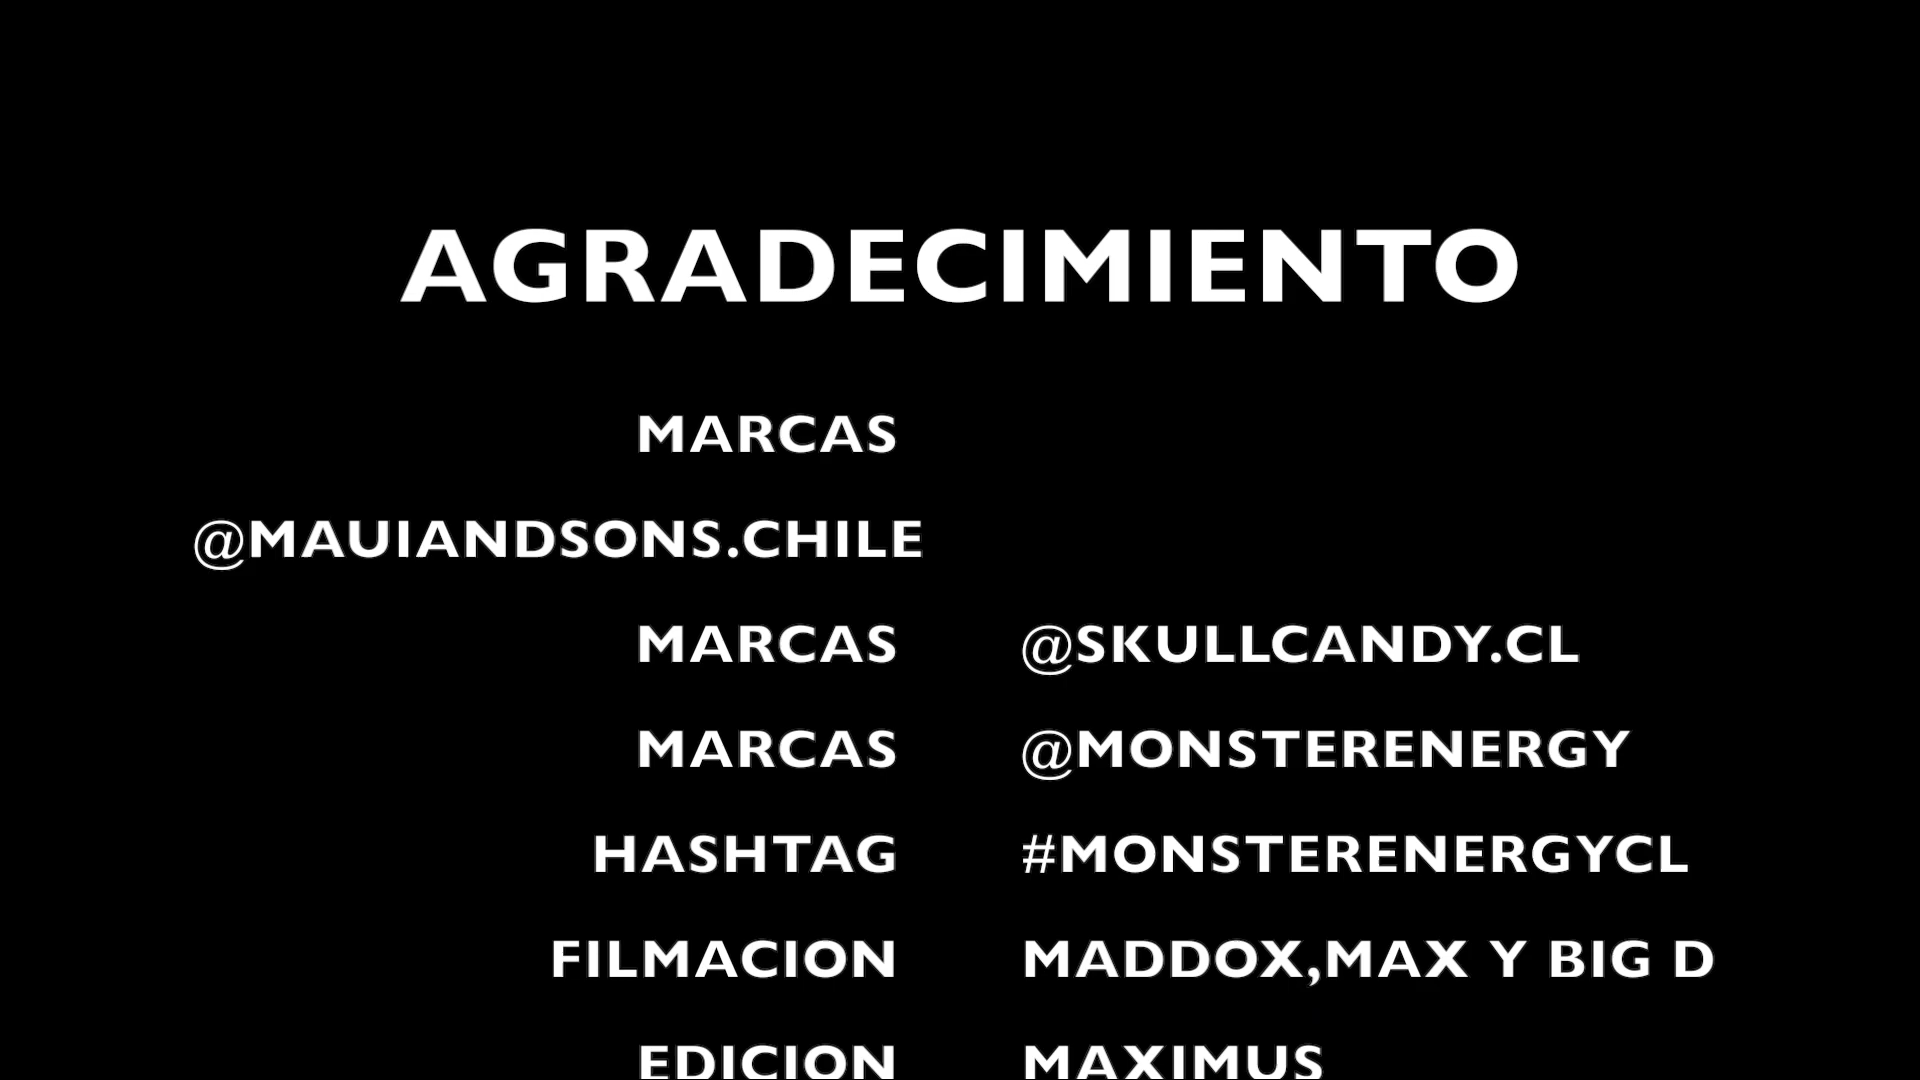 AGRADECIMIENTO
MARCAS
@MAUIANDSONS.CHILE
MARCAS @SKULLCANDY.CL
MARCAS @MONSTERENERGY
HASHTAG #MONSTERENERGYCL
FILMACION MADDOX,MAX Y BIG D
EDICION MAXIMUS